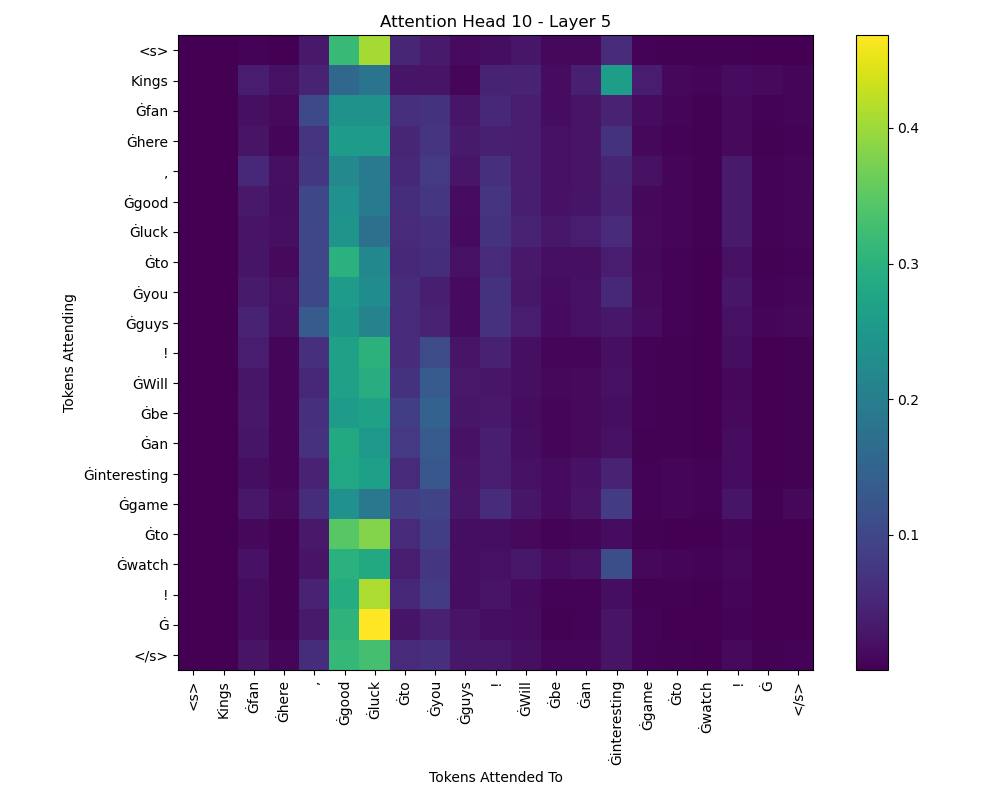 Attention Head 10 - Layer 5
Tokens Attending
<s>
Kings
Ġfan
Ġhere
,
Ġgood
Ġluck
Ġto
Ġyou
Ġguys
!
ĠWill
Ġbe
Ġan
Ġinteresting
Ġgame
Ġto
Ġwatch
!
Ġ
</s>
<s>
Kings
Ġfan
Ġhere
,
Ġgood
Ġluck
Ġto
Ġyou
Ġguys
!
ĠWill
Ġbe
Ġan
Ġinteresting
Ġgame
Ġto
Ġwatch
!
Ġ
</s>
Tokens Attended To
0.4
0.3
0.2
0.1